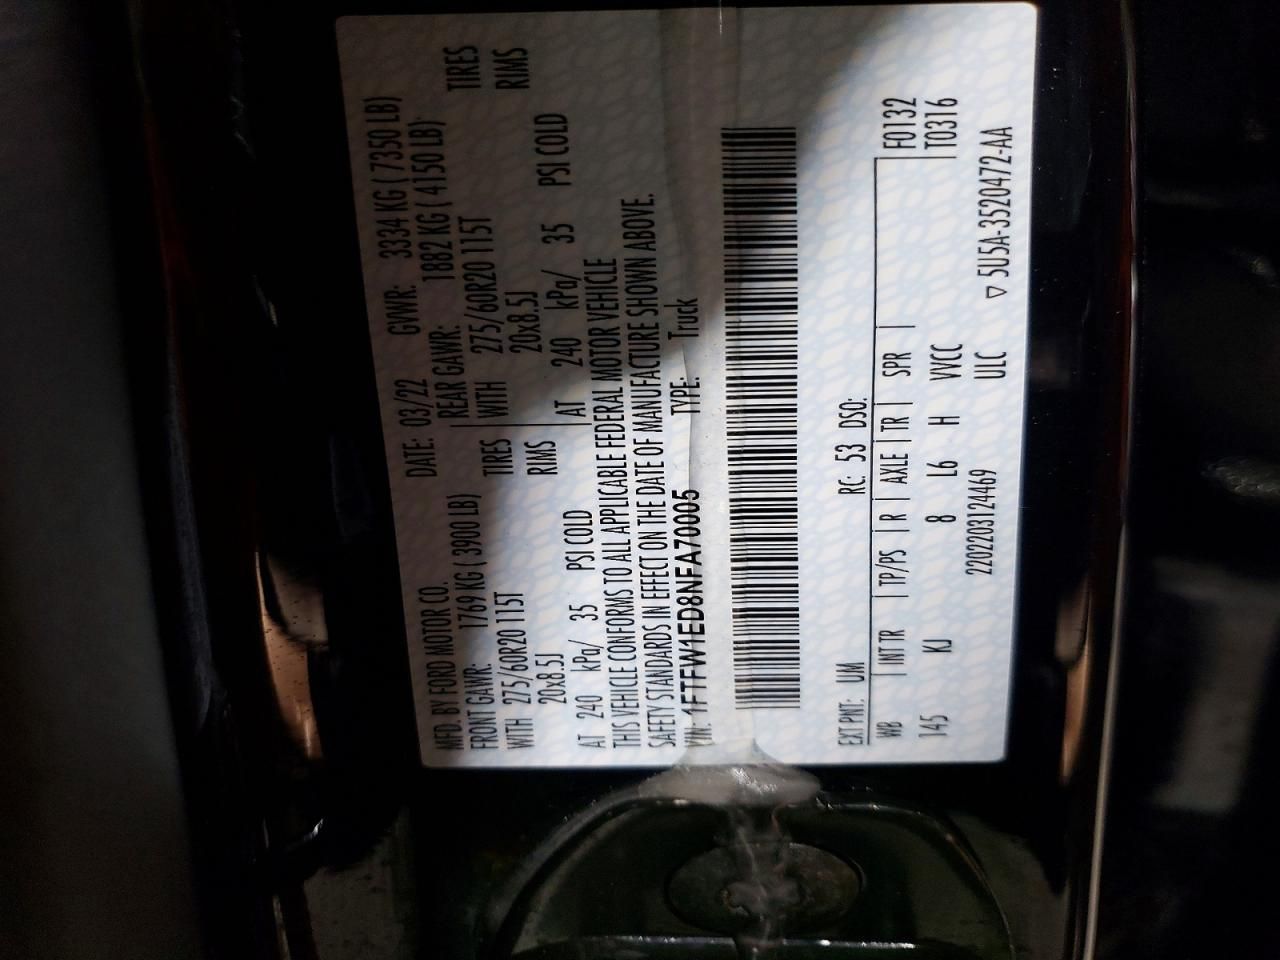 MFD. BY FORD MOTOR CO. DATE: 03/22 GVWR: 3334 KG ( 7350 LB)
FRONT GAWR: 1769 KG ( 3900 LB) REAR GAWR: 1882 KG ( 4150 LB)
WITH 275/60R20 115T TIRES WITH 275/60R20 115T TIRES
20x8.5J RIMS 20x8.5J RIMS
AT 240 kPa/ 35 PSI COLD AT 240 kPa/ 35 PSI COLD
THIS VEHICLE CONFORMS TO ALL APPLICABLE FEDERAL MOTOR VEHICLE
SAFETY STANDARDS IN EFFECT ON THE DATE OF MANUFACTURE SHOWN ABOVE.
VIN: 1FTFW1ED8NFA70005 TYPE: Truck
EXT PNT: UM RC: 53 DSO:
WB | INT TR | TP/PS | R | AXLE | TR | SPR | F0132
145 KJ 8 L6 H VVCC T0316
ULC
220220312​4469 ▽ 5U5A-3520472-AA